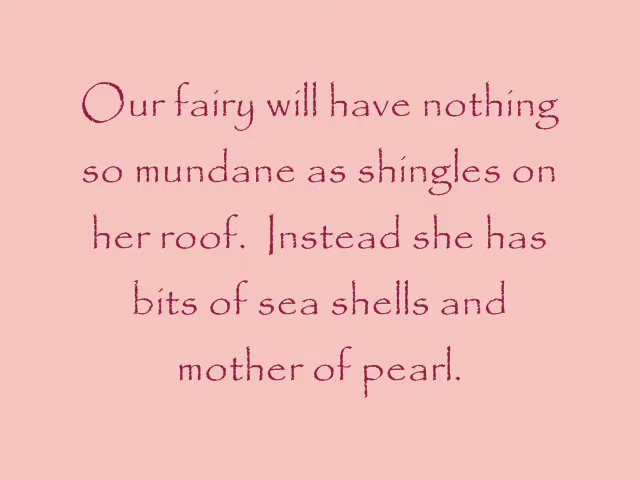 Our fairy will have nothing
so mundane as shingles on
her roof.  Instead she has
bits of sea shells and
mother of pearl.